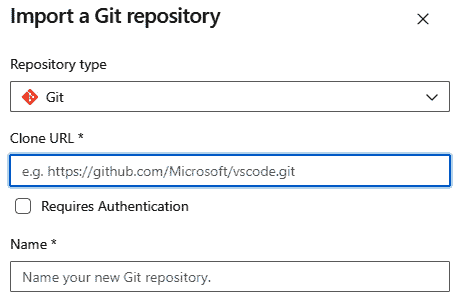 Import a Git repository
Repository type
Git
Clone URL *
e.g. https://github.com/Microsoft/vscode.git
Requires Authentication
Name *
Name your new Git repository.